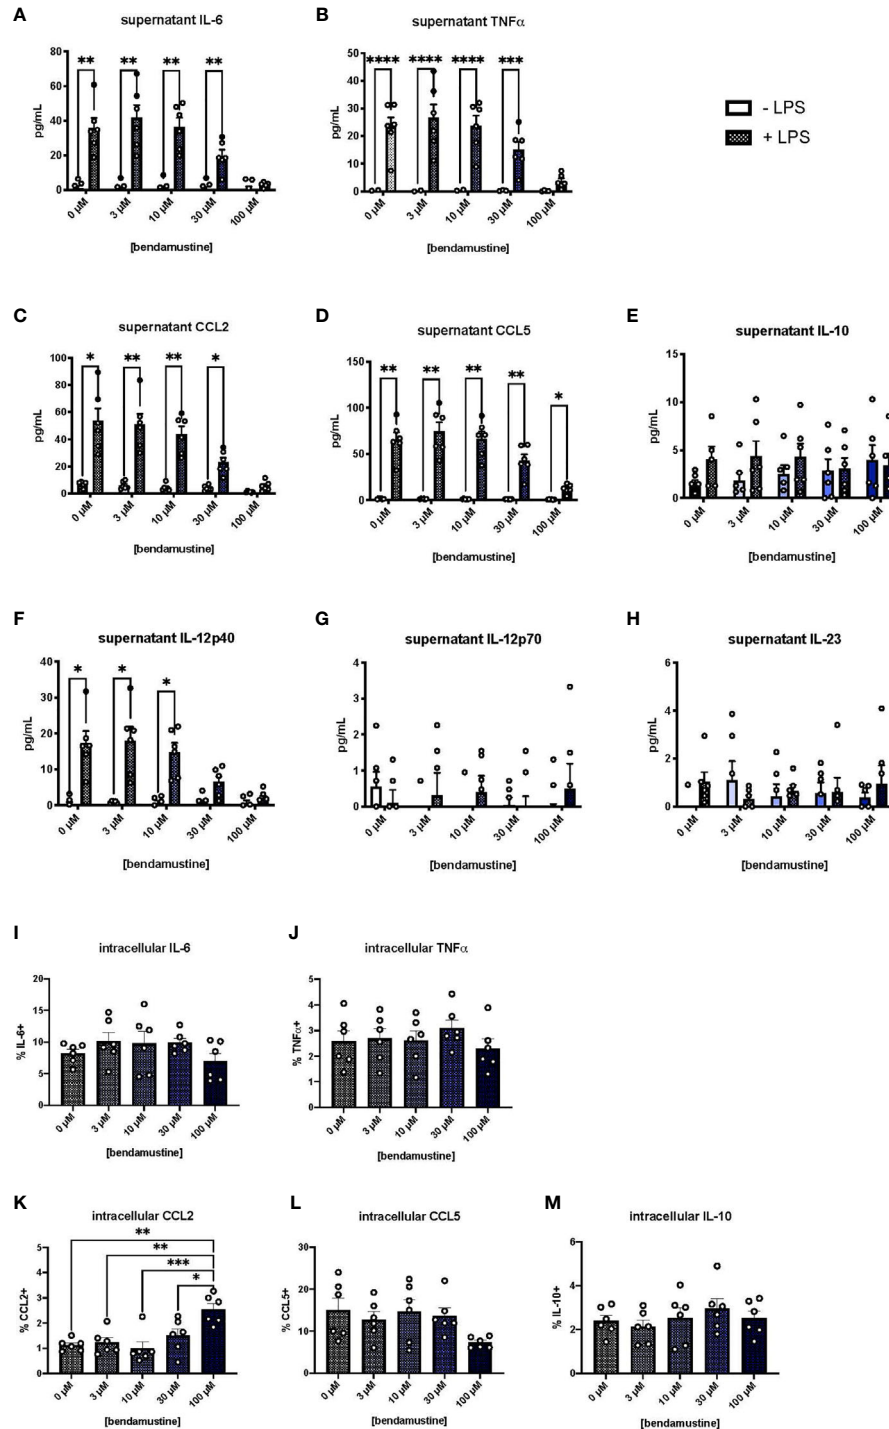 A
supernatant IL-6
** ** ** **
pg/mL
80
60
40
20
0
0 µM 3 µM 10 µM 30 µM 100 µM
[bendamustine]
B
supernatant TNFα
**** **** **** ***
pg/mL
50
40
30
20
10
0
0 µM 3 µM 10 µM 30 µM 100 µM
[bendamustine]
- LPS
+ LPS
C
supernatant CCL2
* ** ** *
pg/mL
100
80
60
40
20
0
0 µM 3 µM 10 µM 30 µM 100 µM
[bendamustine]
D
supernatant CCL5
** ** ** ** *
pg/mL
150
100
50
0
0 µM 3 µM 10 µM 30 µM 100 µM
[bendamustine]
E
supernatant IL-10
pg/mL
15
10
5
0
0 µM 3 µM 10 µM 30 µM 100 µM
[bendamustine]
F
supernatant IL-12p40
* * *
pg/mL
40
30
20
10
0
0 µM 3 µM 10 µM 30 µM 100 µM
[bendamustine]
G
supernatant IL-12p70
pg/mL
4
3
2
1
0
0 µM 3 µM 10 µM 30 µM 100 µM
[bendamustine]
H
supernatant IL-23
pg/mL
6
4
2
0
0 µM 3 µM 10 µM 30 µM 100 µM
[bendamustine]
I
intracellular IL-6
% IL-6+
20
15
10
5
0
0 µM 3 µM 10 µM 30 µM 100 µM
[bendamustine]
J
intracellular TNFα
% TNFα+
5
4
3
2
1
0
0 µM 3 µM 10 µM 30 µM 100 µM
[bendamustine]
K
intracellular CCL2
**
**
***
*
% CCL2+
5
4
3
2
1
0
0 µM 3 µM 10 µM 30 µM 100 µM
[bendamustine]
L
intracellular CCL5
% CCL5+
30
20
10
0
0 µM 3 µM 10 µM 30 µM 100 µM
[bendamustine]
M
intracellular IL-10
% IL-10+
6
4
2
0
0 µM 3 µM 10 µM 30 µM 100 µM
[bendamustine]